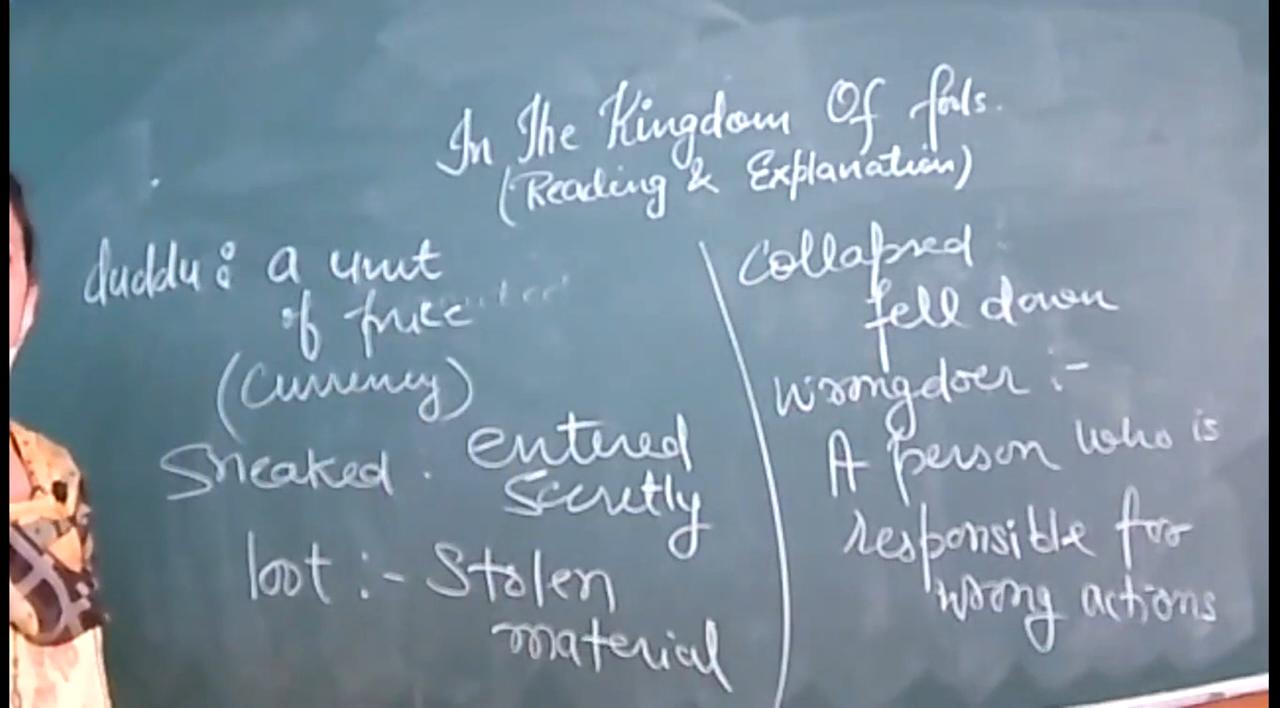 In The Kingdom Of fools.
(Reading & Explanation)
duddu : a unit
of price
(Currency)
Sneaked . entered
Secretly
loot :- Stolen
material
Collapsed :
fell down
wrongdoer :-
A person who is
responsible for
wrong actions